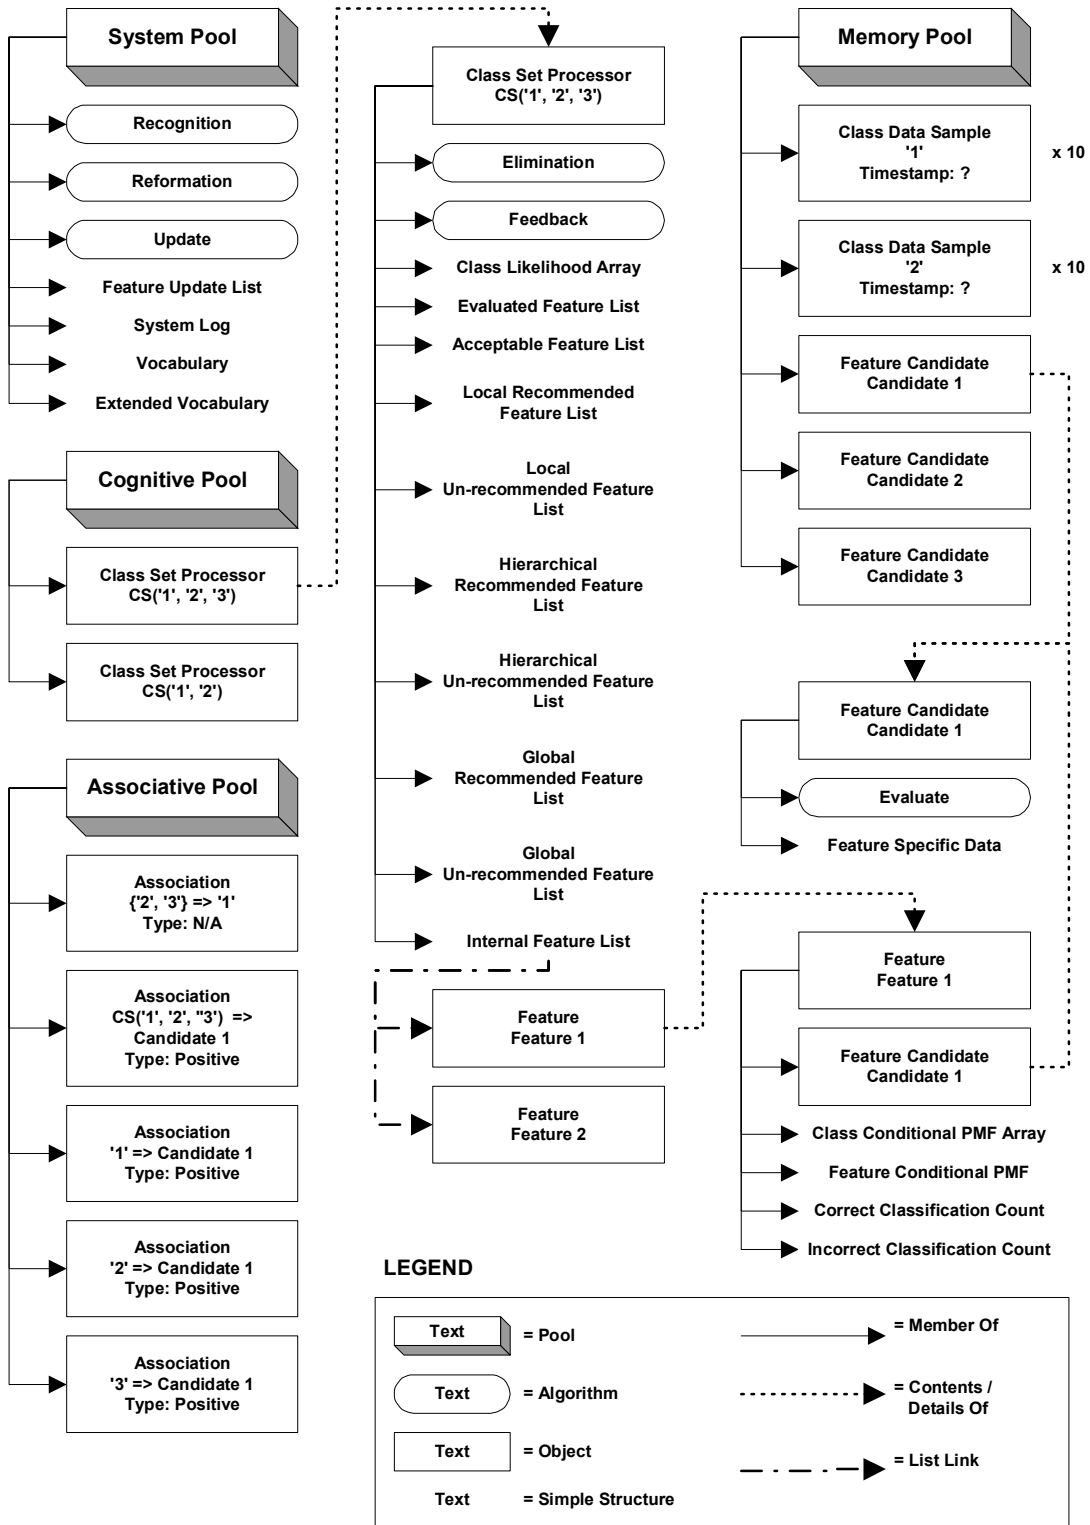 System Pool
Recognition
Reformation
Update
Feature Update List
System Log
Vocabulary
Extended Vocabulary
Cognitive Pool
Class Set Processor
CS('1', '2', '3')
Class Set Processor
CS('1', '2')
Associative Pool
Association
{'2', '3'} => '1'
Type: N/A
Association
CS('1', '2', "3') =>
Candidate 1
Type: Positive
Association
'1' => Candidate 1
Type: Positive
Association
'2' => Candidate 1
Type: Positive
Association
'3' => Candidate 1
Type: Positive
Class Set Processor
CS('1', '2', '3')
Elimination
Feedback
Class Likelihood Array
Evaluated Feature List
Acceptable Feature List
Local Recommended
Feature List
Local
Un-recommended Feature
List
Hierarchical
Recommended Feature
List
Hierarchical
Un-recommended Feature
List
Global
Recommended Feature
List
Global
Un-recommended Feature
List
Internal Feature List
Feature
Feature 1
Feature
Feature 2
Memory Pool
Class Data Sample
'1'
Timestamp: ?
x 10
Class Data Sample
'2'
Timestamp: ?
x 10
Feature Candidate
Candidate 1
Feature Candidate
Candidate 2
Feature Candidate
Candidate 3
Feature Candidate
Candidate 1
Evaluate
Feature Specific Data
Feature
Feature 1
Feature Candidate
Candidate 1
Class Conditional PMF Array
Feature Conditional PMF
Correct Classification Count
Incorrect Classification Count
LEGEND
Text
= Pool
Text
= Algorithm
Text
= Object
Text
= Simple Structure
= Member Of
= Contents /
Details Of
= List Link